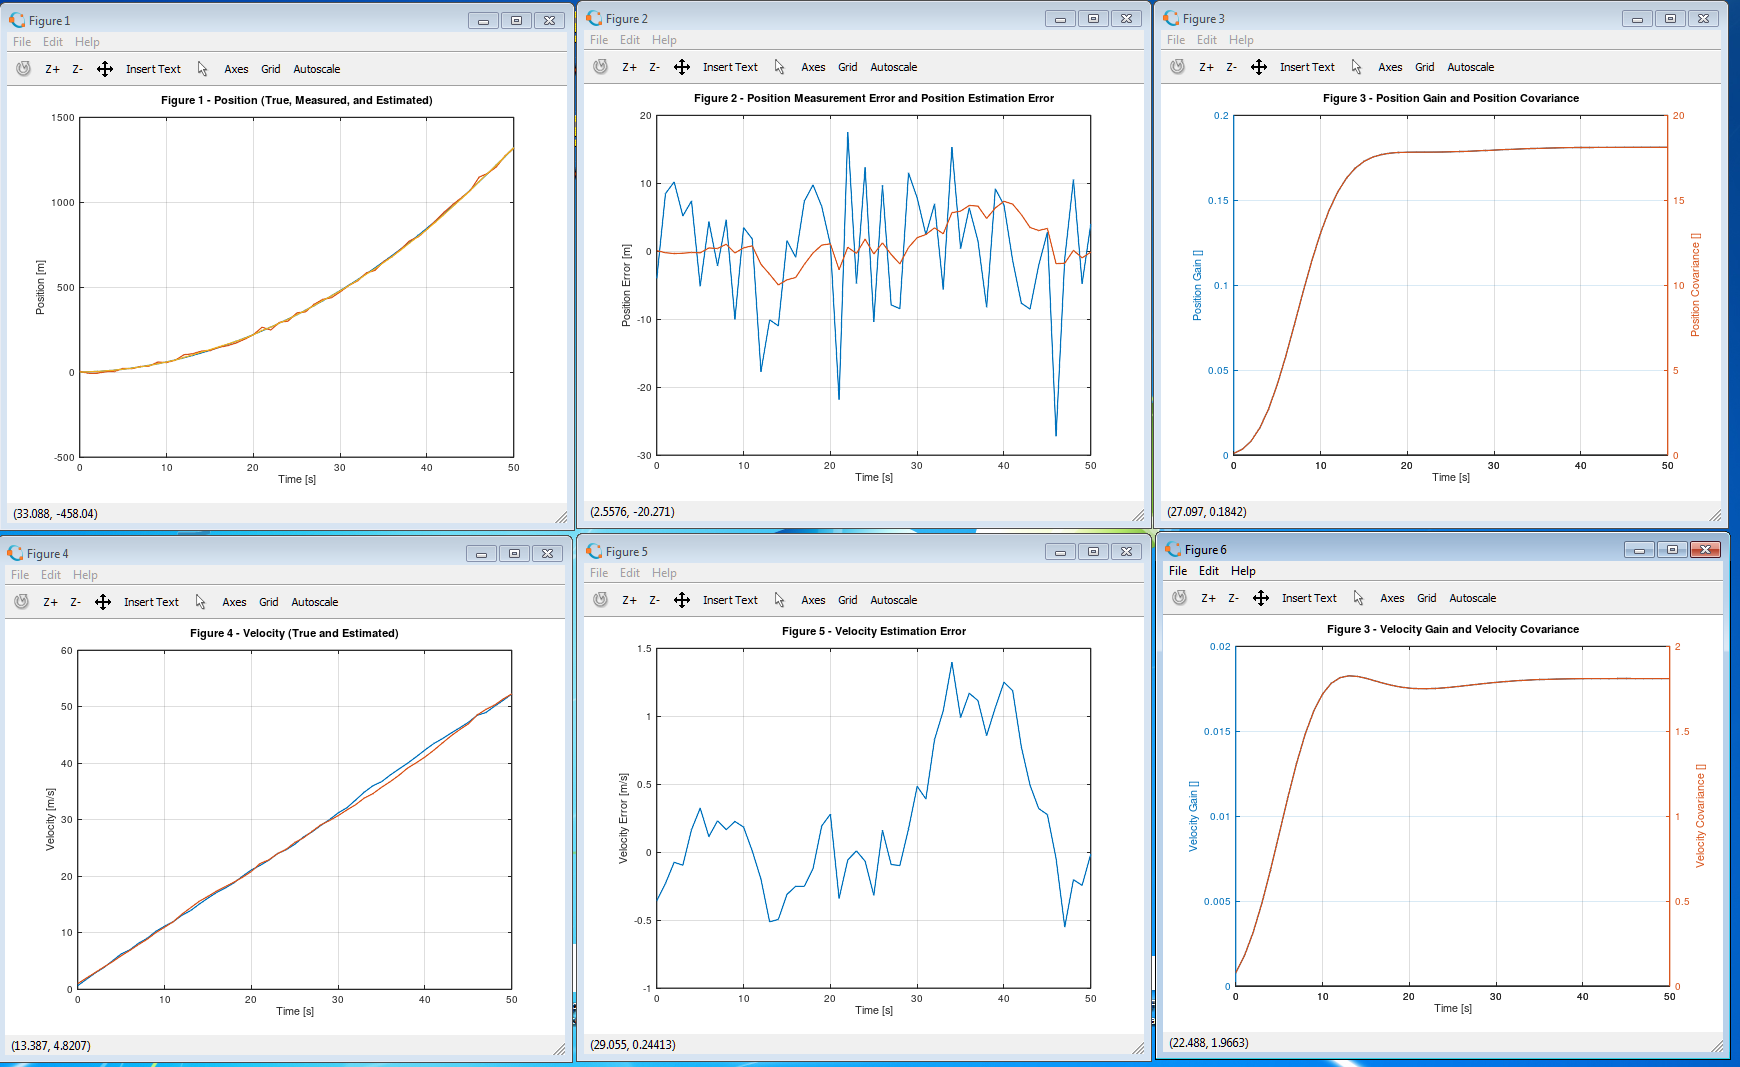 Figure 1
File Edit Help
Z+ Z- Insert Text Axes Grid Autoscale
Figure 1 - Position (True, Measured, and Estimated)
1500
1000
500
0
-500
Position [m]
0 10 20 30 40 50
Time [s]
(33.088, -458.04)
Figure 2
File Edit Help
Z+ Z- Insert Text Axes Grid Autoscale
Figure 2 - Position Measurement Error and Position Estimation Error
20
10
0
-10
-20
-30
Position Error [m]
0 10 20 30 40 50
Time [s]
(2.5576, -20.271)
Figure 3
File Edit Help
Z+ Z- Insert Text Axes Grid Autoscale
Figure 3 - Position Gain and Position Covariance
0.2
0.15
0.1
0.05
0
Position Gain []
20
15
10
5
0
Position Covariance []
0 10 20 30 40 50
Time [s]
(27.097, 0.1842)
Figure 4
File Edit Help
Z+ Z- Insert Text Axes Grid Autoscale
Figure 4 - Velocity (True and Estimated)
60
50
40
30
20
10
0
Velocity [m/s]
0 10 20 30 40 50
Time [s]
(13.387, 4.8207)
Figure 5
File Edit Help
Z+ Z- Insert Text Axes Grid Autoscale
Figure 5 - Velocity Estimation Error
1.5
1
0.5
0
-0.5
-1
Velocity Error [m/s]
0 10 20 30 40 50
Time [s]
(29.055, 0.24413)
Figure 6
File Edit Help
Z+ Z- Insert Text Axes Grid Autoscale
Figure 3 - Velocity Gain and Velocity Covariance
0.02
0.015
0.01
0.005
0
Velocity Gain []
2
1.5
1
0.5
0
Velocity Covariance []
0 10 20 30 40 50
Time [s]
(22.488, 1.9663)